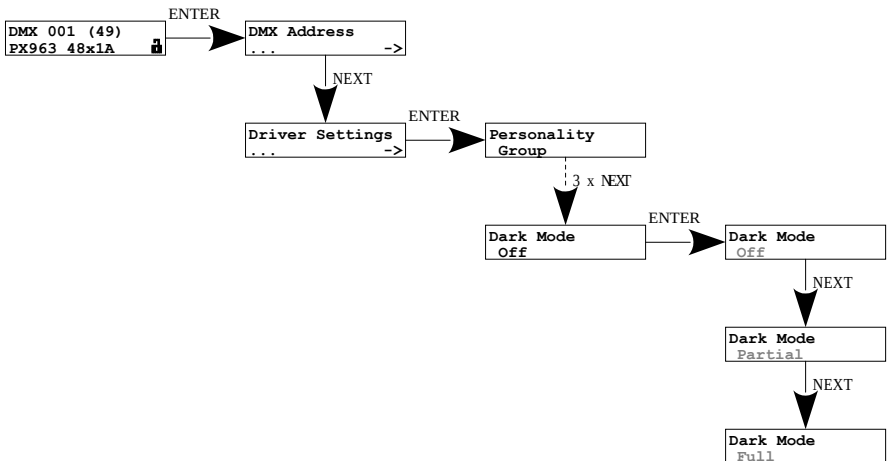 ENTER
DMX 001 (49)
PX963 48x1A
DMX Address
... ->
NEXT
ENTER
Driver Settings
... ->
Personality
Group
3 x NEXT
ENTER
Dark Mode
Off
Dark Mode
Off
NEXT
Dark Mode
Partial
NEXT
Dark Mode
Full